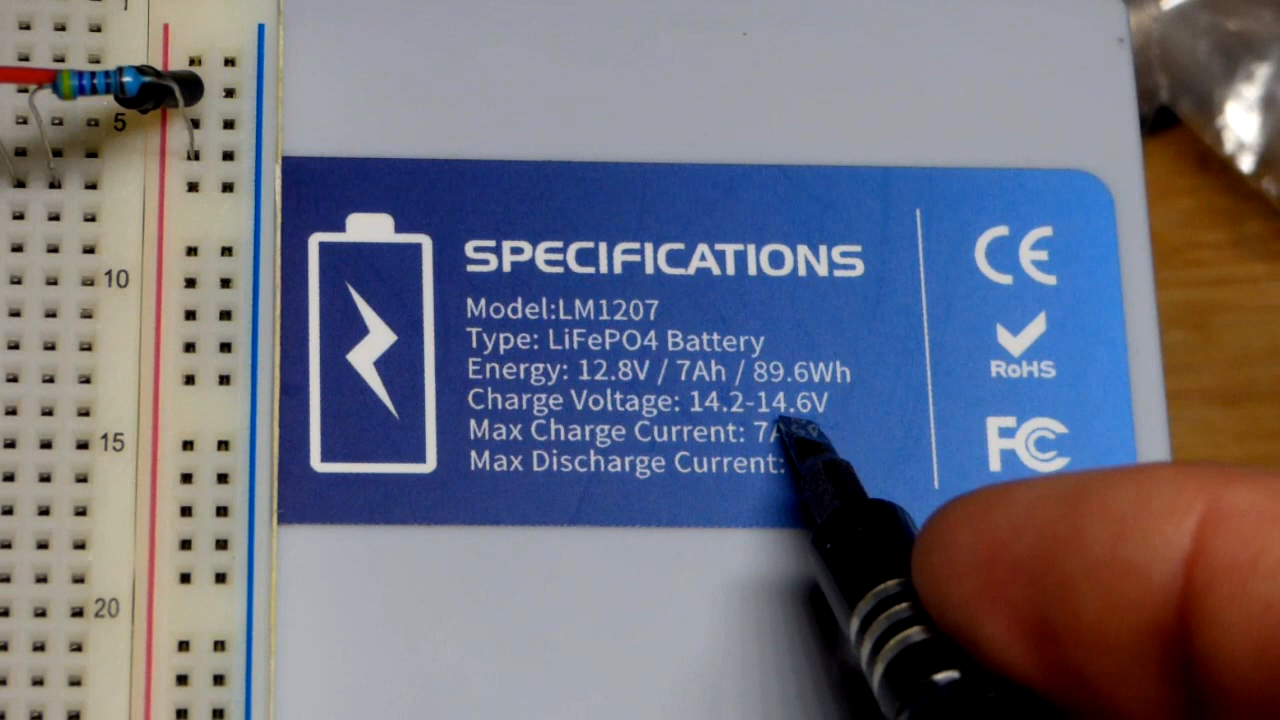 5
10
15
20
SPECIFICATIONS
Model:LM1207
Type: LiFePO4 Battery
Energy: 12.8V / 7Ah / 89.6Wh
Charge Voltage: 14.2-14.6V
Max Charge Current: 7A
Max Discharge Current:
CE
RoHS
FC